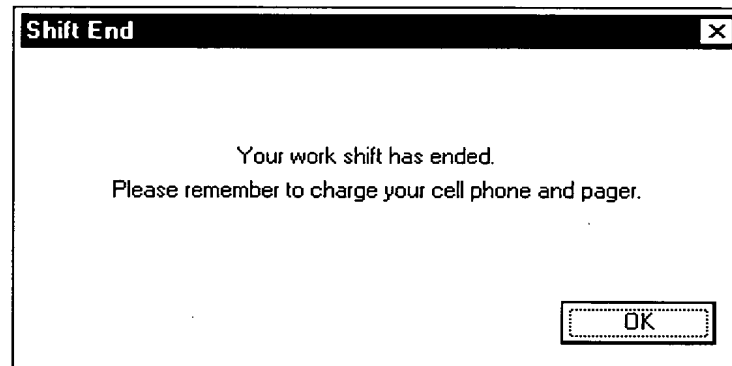 Shift End
Your work shift has ended.
Please remember to charge your cell phone and pager.
OK